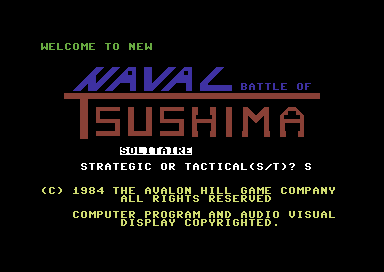 WELCOME TO NEW
NAVAL BATTLE OF
TSUSHIMA
SOLITAIRE
STRATEGIC OR TACTICAL(S/T)? S
(C) 1984 THE AVALON HILL GAME COMPANY
ALL RIGHTS RESERVED
COMPUTER PROGRAM AND AUDIO VISUAL
DISPLAY COPYRIGHTED.